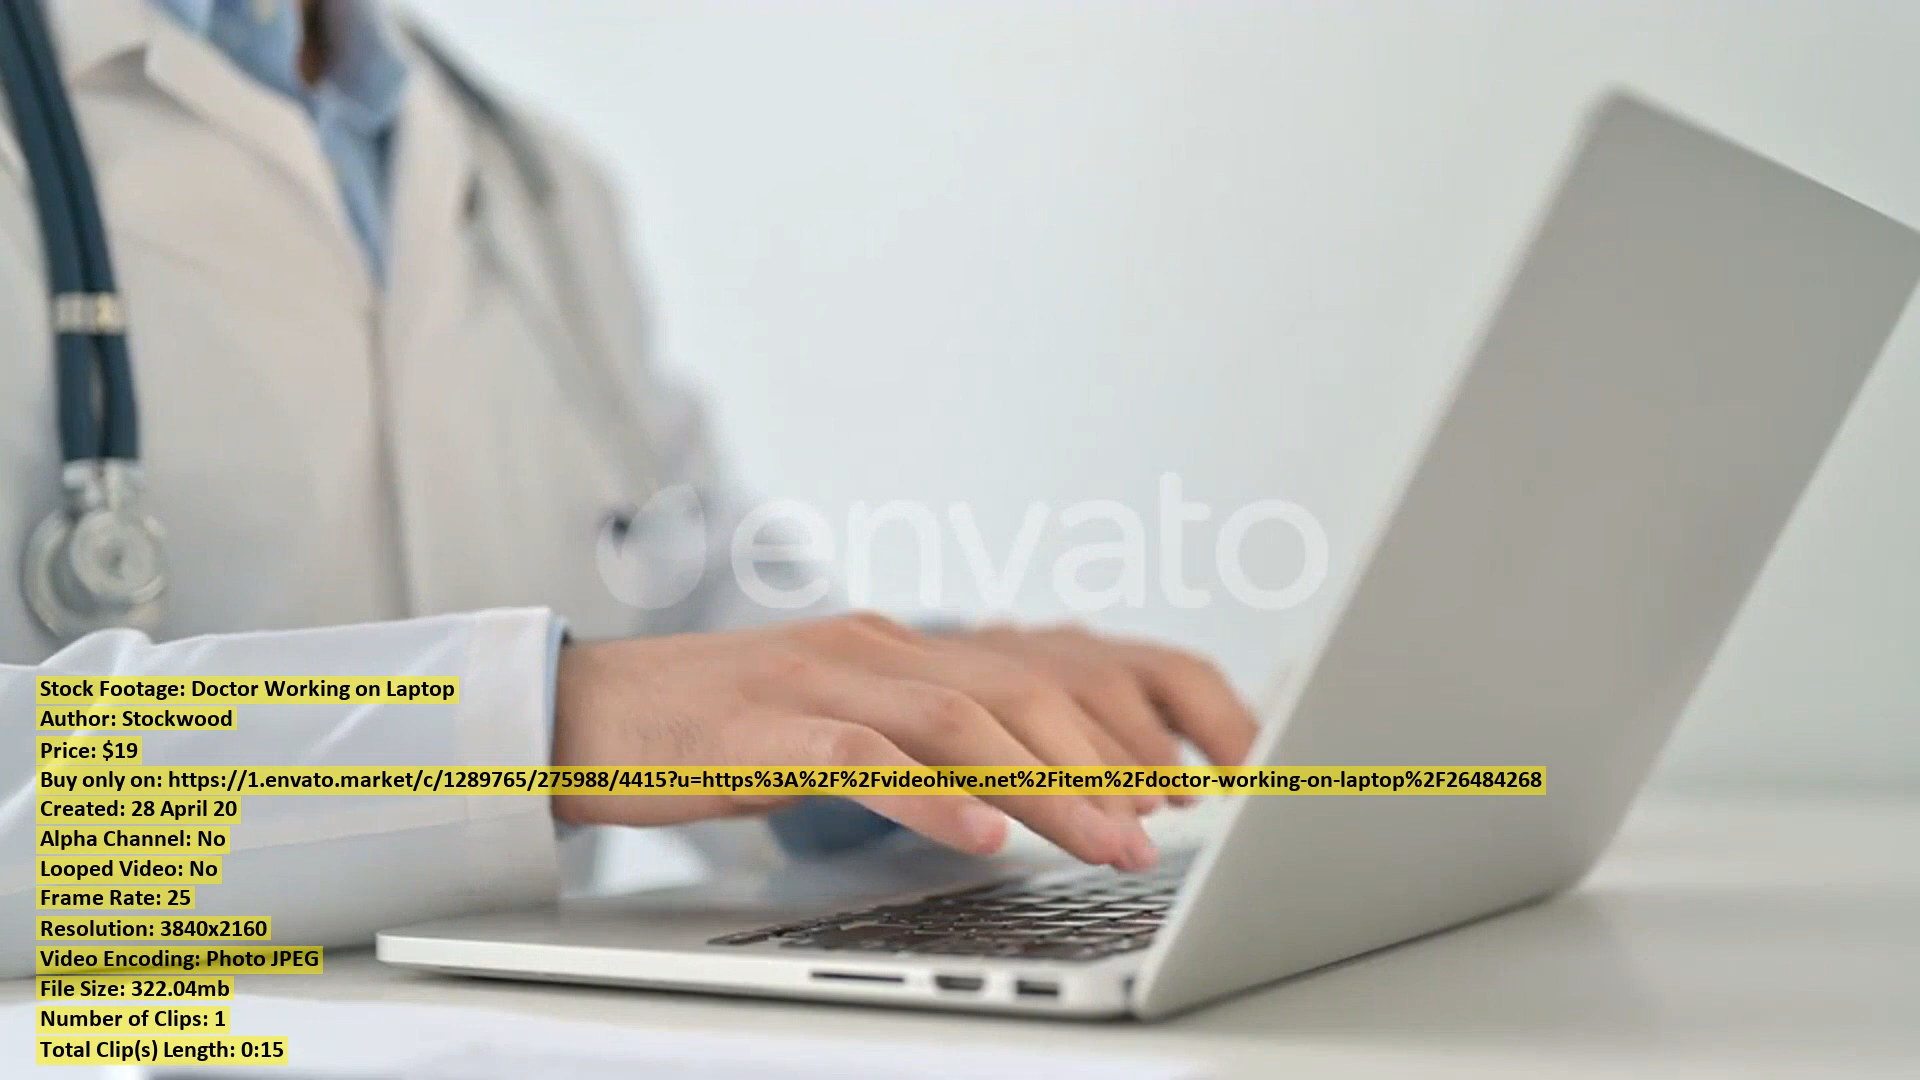 envato
Stock Footage: Doctor Working on Laptop
Author: Stockwood
Price: $19
Buy only on: https://1.envato.market/c/1289765/275988/4415?u=https%3A%2F%2Fvideohive.net%2Fitem%2Fdoctor-working-on-laptop%2F26484268
Created: 28 April 20
Alpha Channel: No
Looped Video: No
Frame Rate: 25
Resolution: 3840x2160
Video Encoding: Photo JPEG
File Size: 322.04mb
Number of Clips: 1
Total Clip(s) Length: 0:15